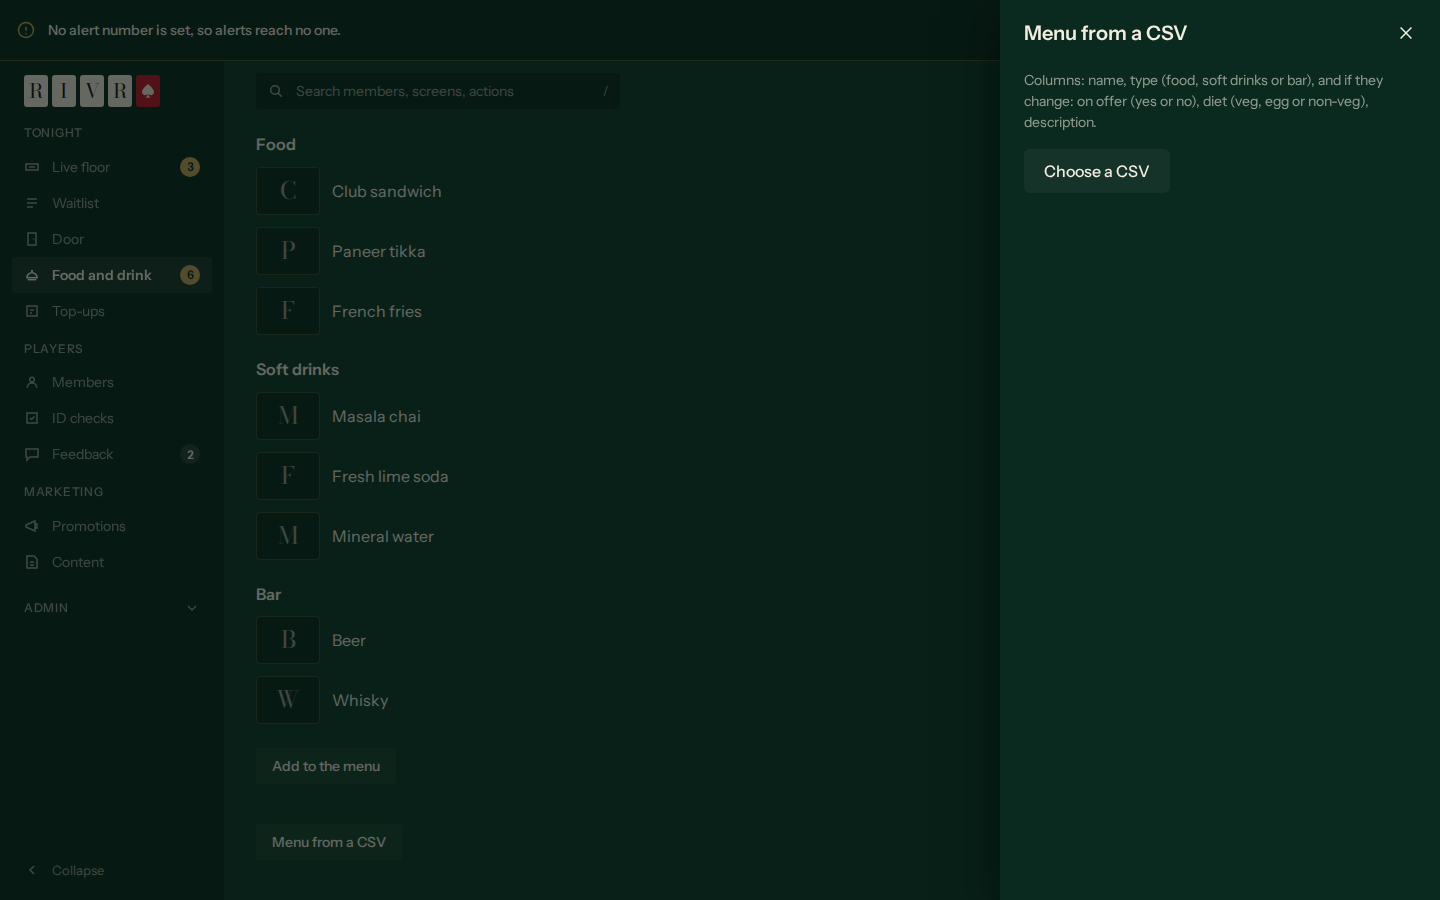 No alert number is set, so alerts reach no one.
RIVR
Search members, screens, actions /
TONIGHT
Live floor 3
Waitlist
Door
Food and drink 6
Top-ups
PLAYERS
Members
ID checks
Feedback 2
MARKETING
Promotions
Content
ADMIN
Collapse
Food
C Club sandwich
P Paneer tikka
F French fries
Soft drinks
M Masala chai
F Fresh lime soda
M Mineral water
Bar
B Beer
W Whisky
Add to the menu
Menu from a CSV
Menu from a CSV
Columns: name, type (food, soft drinks or bar), and if they
change: on offer (yes or no), diet (veg, egg or non-veg),
description.
Choose a CSV